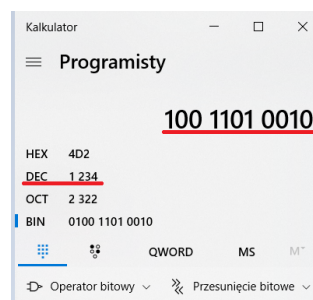 Kalkulator
Programisty
100 1101 0010
HEX 4D2
DEC 1 234
OCT 2 322
BIN 0100 1101 0010
QWORD MS M˅
Operator bitowy Przesunięcie bitowe